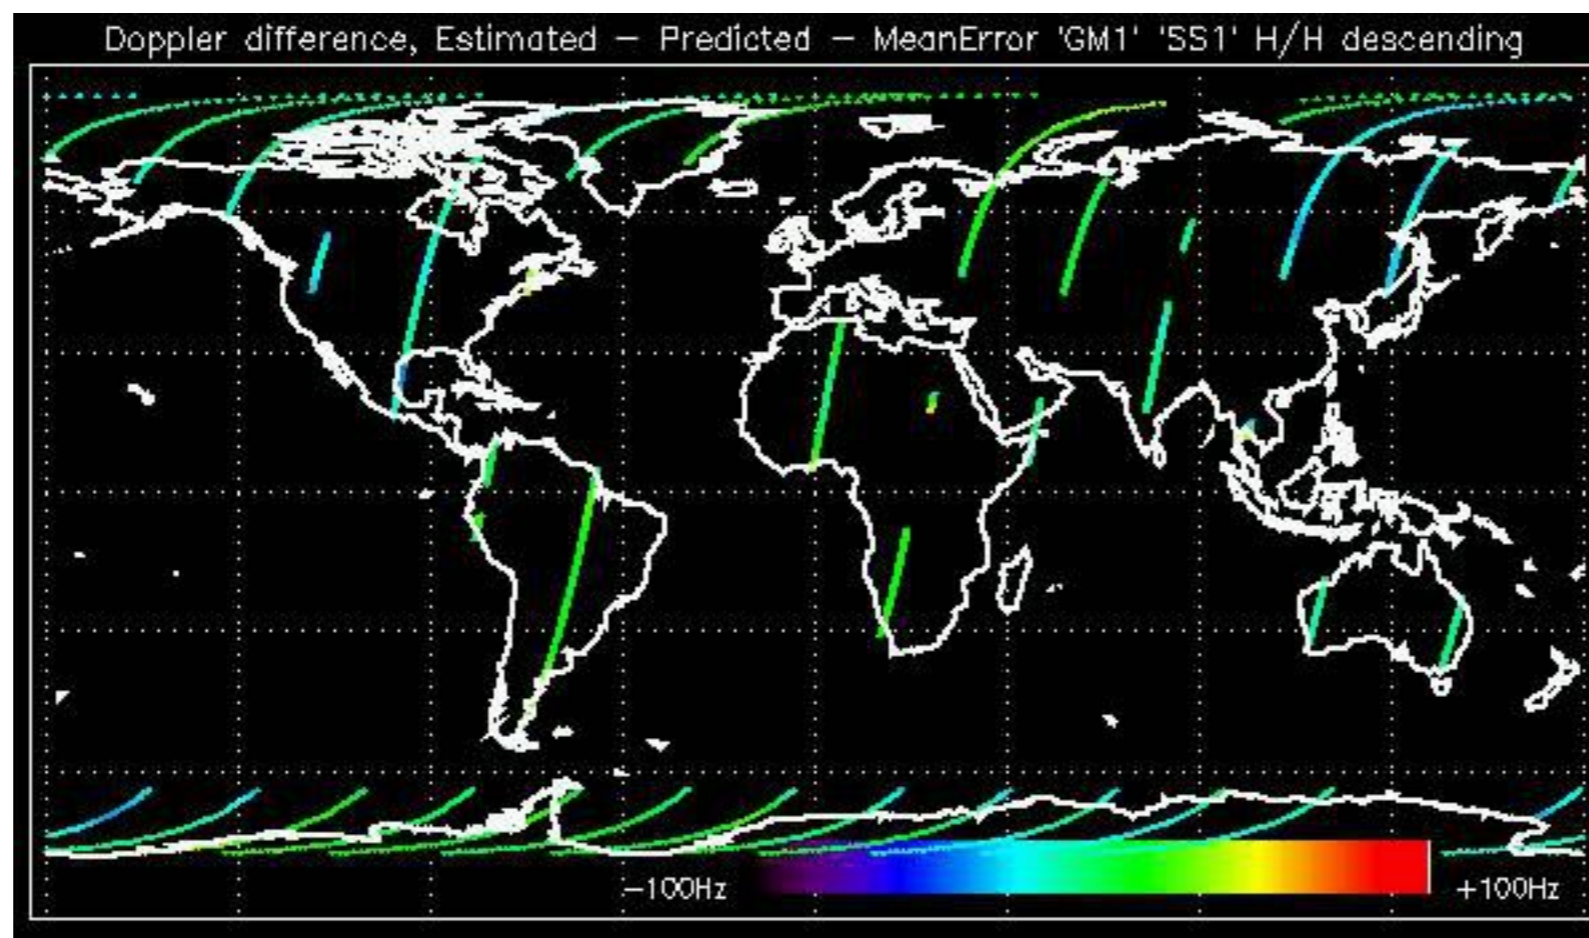 Doppler difference, Estimated – Predicted – MeanError 'GM1' 'SS1' H/H descending
–100Hz
+100Hz